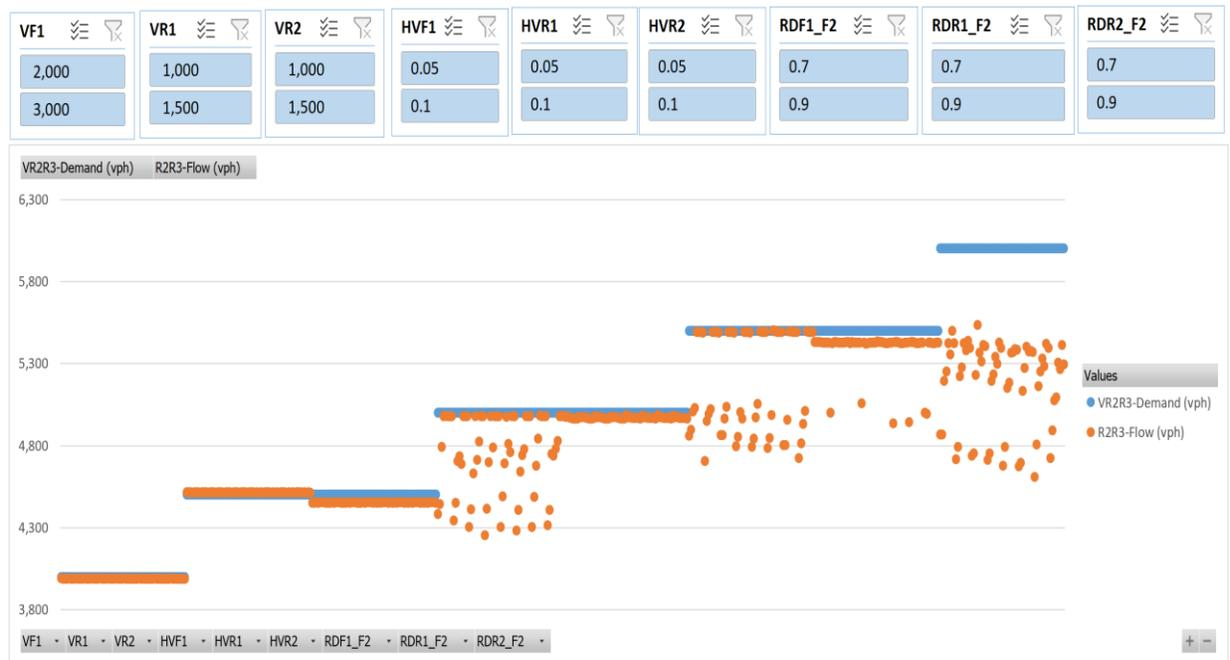 VF1 VR1 VR2 HVF1 HVR1 HVR2 RDF1_F2 RDR1_F2 RDR2_F2
2,000 1,000 1,000 0.05 0.05 0.05 0.7 0.7 0.7
3,000 1,500 1,500 0.1 0.1 0.1 0.9 0.9 0.9
VR2R3-Demand (vph) R2R3-Flow (vph)
6,300
5,800
5,300
4,800
4,300
3,800
Values
VR2R3-Demand (vph)
R2R3-Flow (vph)
VF1 VR1 VR2 HVF1 HVR1 HVR2 RDF1_F2 RDR1_F2 RDR2_F2
+ −